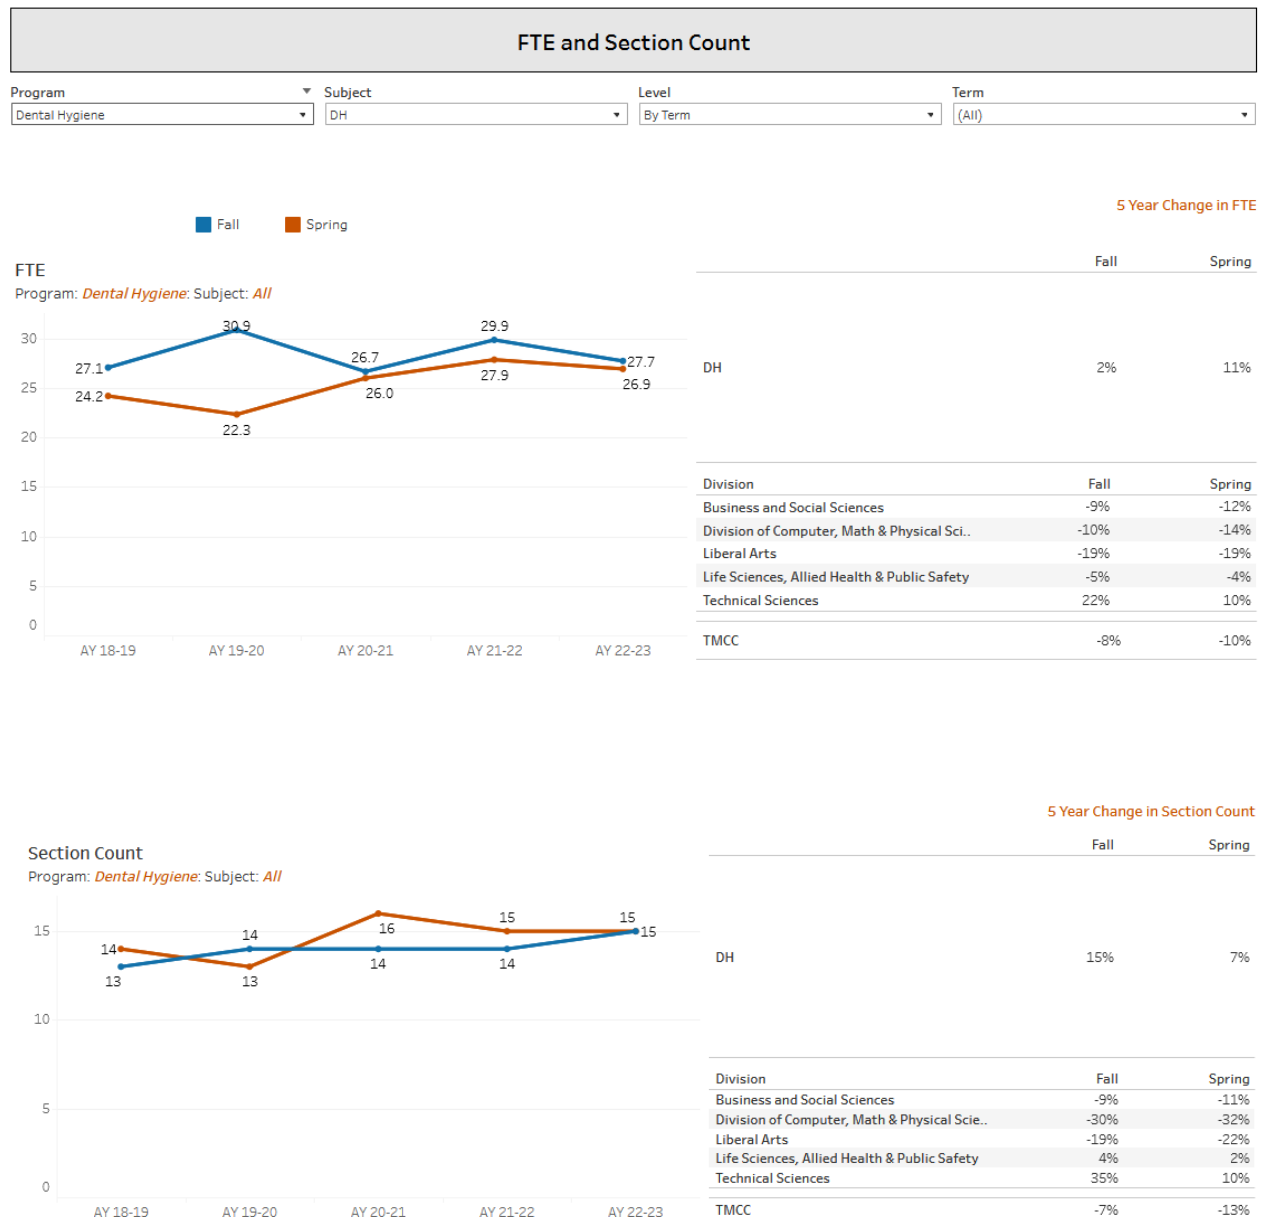 FTE and Section Count
Program Subject Level Term
Dental Hygiene DH By Term (All)
5 Year Change in FTE
Fall Spring
FTE
Program: Dental Hygiene: Subject: All
30.9
29.9
30
27.1 26.7 27.7
25
24.2 26.0 27.9 26.9
22.3
20
15
10
5
0
AY 18-19 AY 19-20 AY 20-21 AY 21-22 AY 22-23
Fall Spring
DH 2% 11%
Division Fall Spring
Business and Social Sciences -9% -12%
Division of Computer, Math & Physical Sci.. -10% -14%
Liberal Arts -19% -19%
Life Sciences, Allied Health & Public Safety -5% -4%
Technical Sciences 22% 10%
TMCC -8% -10%
5 Year Change in Section Count
Section Count
Program: Dental Hygiene: Subject: All
15 14 14 16 15 15 15
13 13 14 14
10
5
0
AY 18-19 AY 19-20 AY 20-21 AY 21-22 AY 22-23
Fall Spring
DH 15% 7%
Division Fall Spring
Business and Social Sciences -9% -11%
Division of Computer, Math & Physical Scie.. -30% -32%
Liberal Arts -19% -22%
Life Sciences, Allied Health & Public Safety 4% 2%
Technical Sciences 35% 10%
TMCC -7% -13%